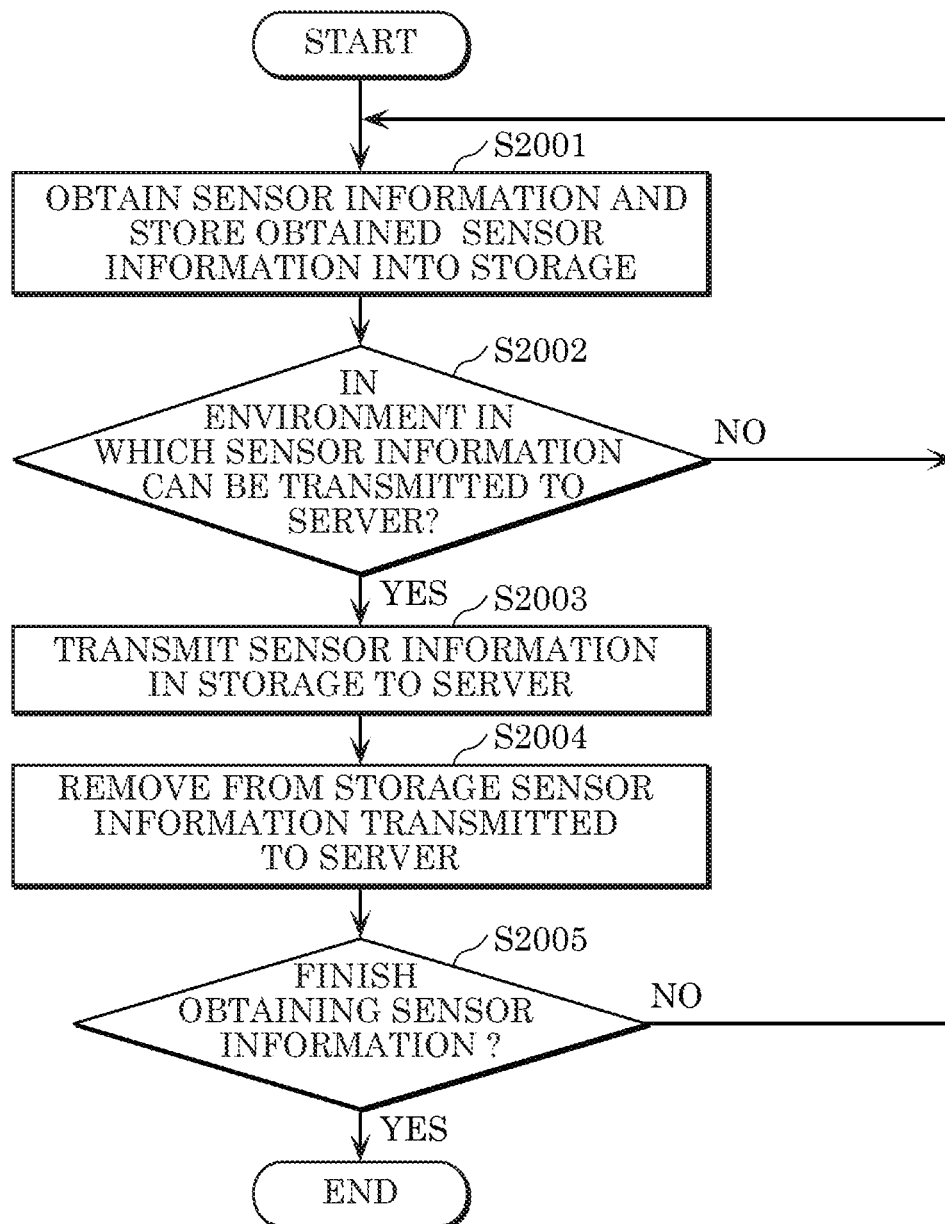 START
S2001
OBTAIN SENSOR INFORMATION AND
STORE OBTAINED SENSOR
INFORMATION INTO STORAGE
S2002
IN
ENVIRONMENT IN
WHICH SENSOR INFORMATION
CAN BE TRANSMITTED TO
SERVER?
NO
YES
S2003
TRANSMIT SENSOR INFORMATION
IN STORAGE TO SERVER
S2004
REMOVE FROM STORAGE SENSOR
INFORMATION TRANSMITTED
TO SERVER
S2005
FINISH
OBTAINING SENSOR
INFORMATION ?
NO
YES
END